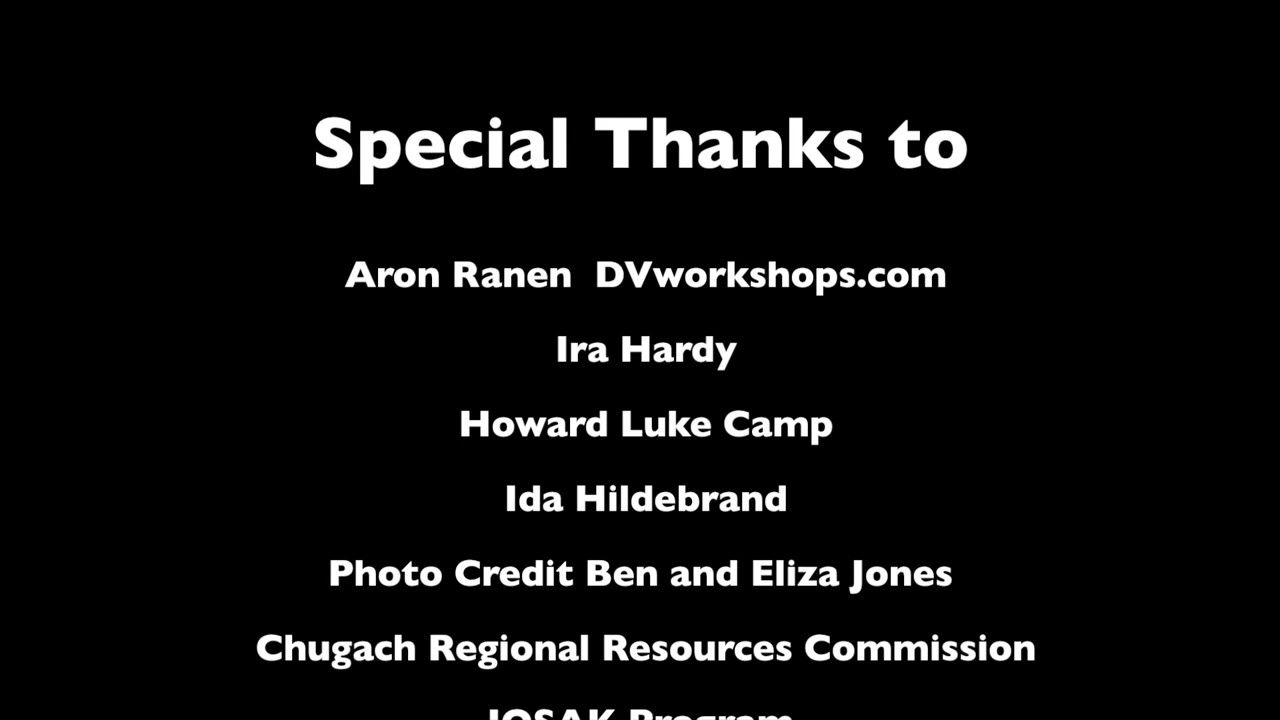 Special Thanks to
Aron Ranen DVworkshops.com
Ira Hardy
Howard Luke Camp
Ida Hildebrand
Photo Credit Ben and Eliza Jones
Chugach Regional Resources Commission
Program